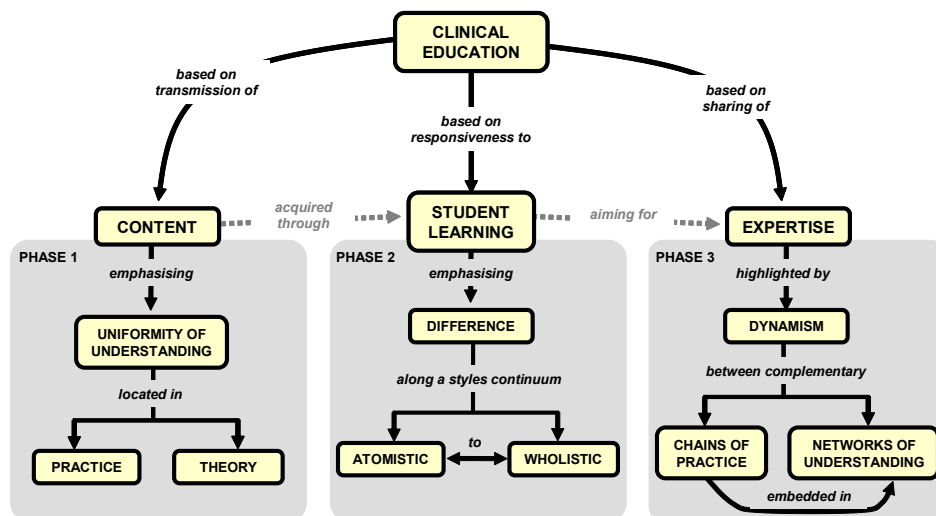 CLINICAL
EDUCATION
based on
transmission of
based on
responsiveness to
based on
sharing of
CONTENT
acquired
through
STUDENT
LEARNING
aiming for
EXPERTISE
PHASE 1
emphasising
UNIFORMITY OF
UNDERSTANDING
located in
PRACTICE
THEORY
PHASE 2
emphasising
DIFFERENCE
along a styles continuum
ATOMISTIC
to
WHOLISTIC
PHASE 3
highlighted by
DYNAMISM
between complementary
CHAINS OF
PRACTICE
NETWORKS OF
UNDERSTANDING
embedded in